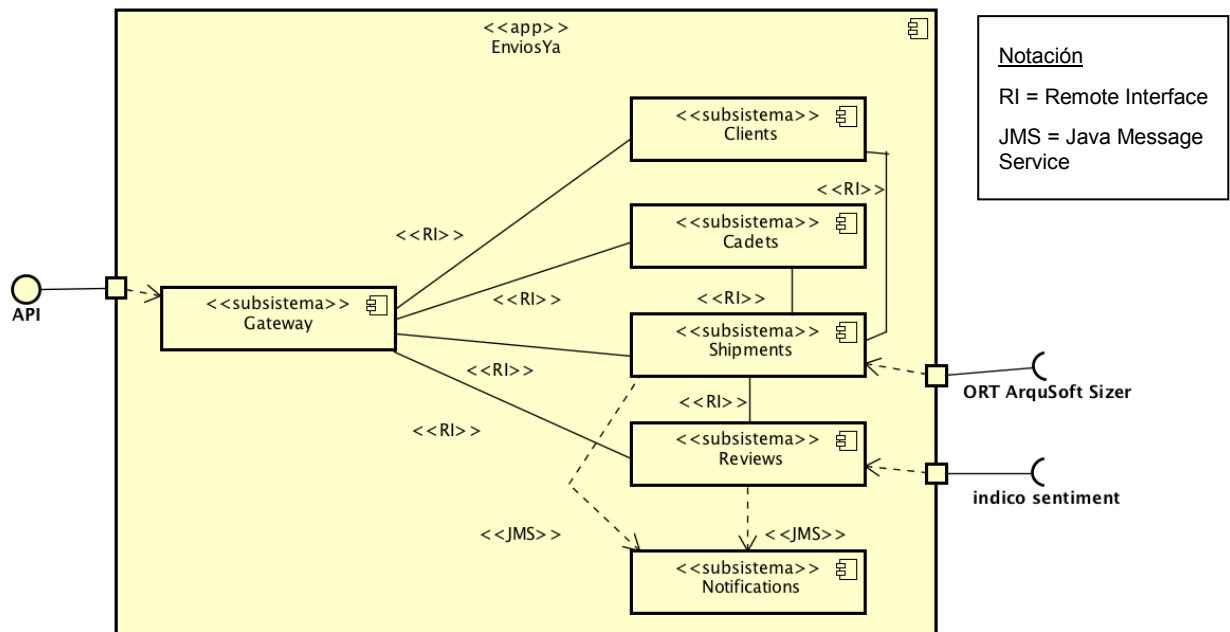 <<app>>
EnviosYa
Notación
RI = Remote Interface
JMS = Java Message
Service
<<subsistema>>
Clients
<<RI>>
<<RI>>
<<subsistema>>
Cadets
<<RI>>
<<RI>>
API
<<subsistema>>
Gateway
<<subsistema>>
Shipments
<<RI>>
ORT ArquSoft Sizer
<<RI>>
<<RI>>
<<subsistema>>
Reviews
indico sentiment
<<JMS>>
<<JMS>>
<<subsistema>>
Notifications